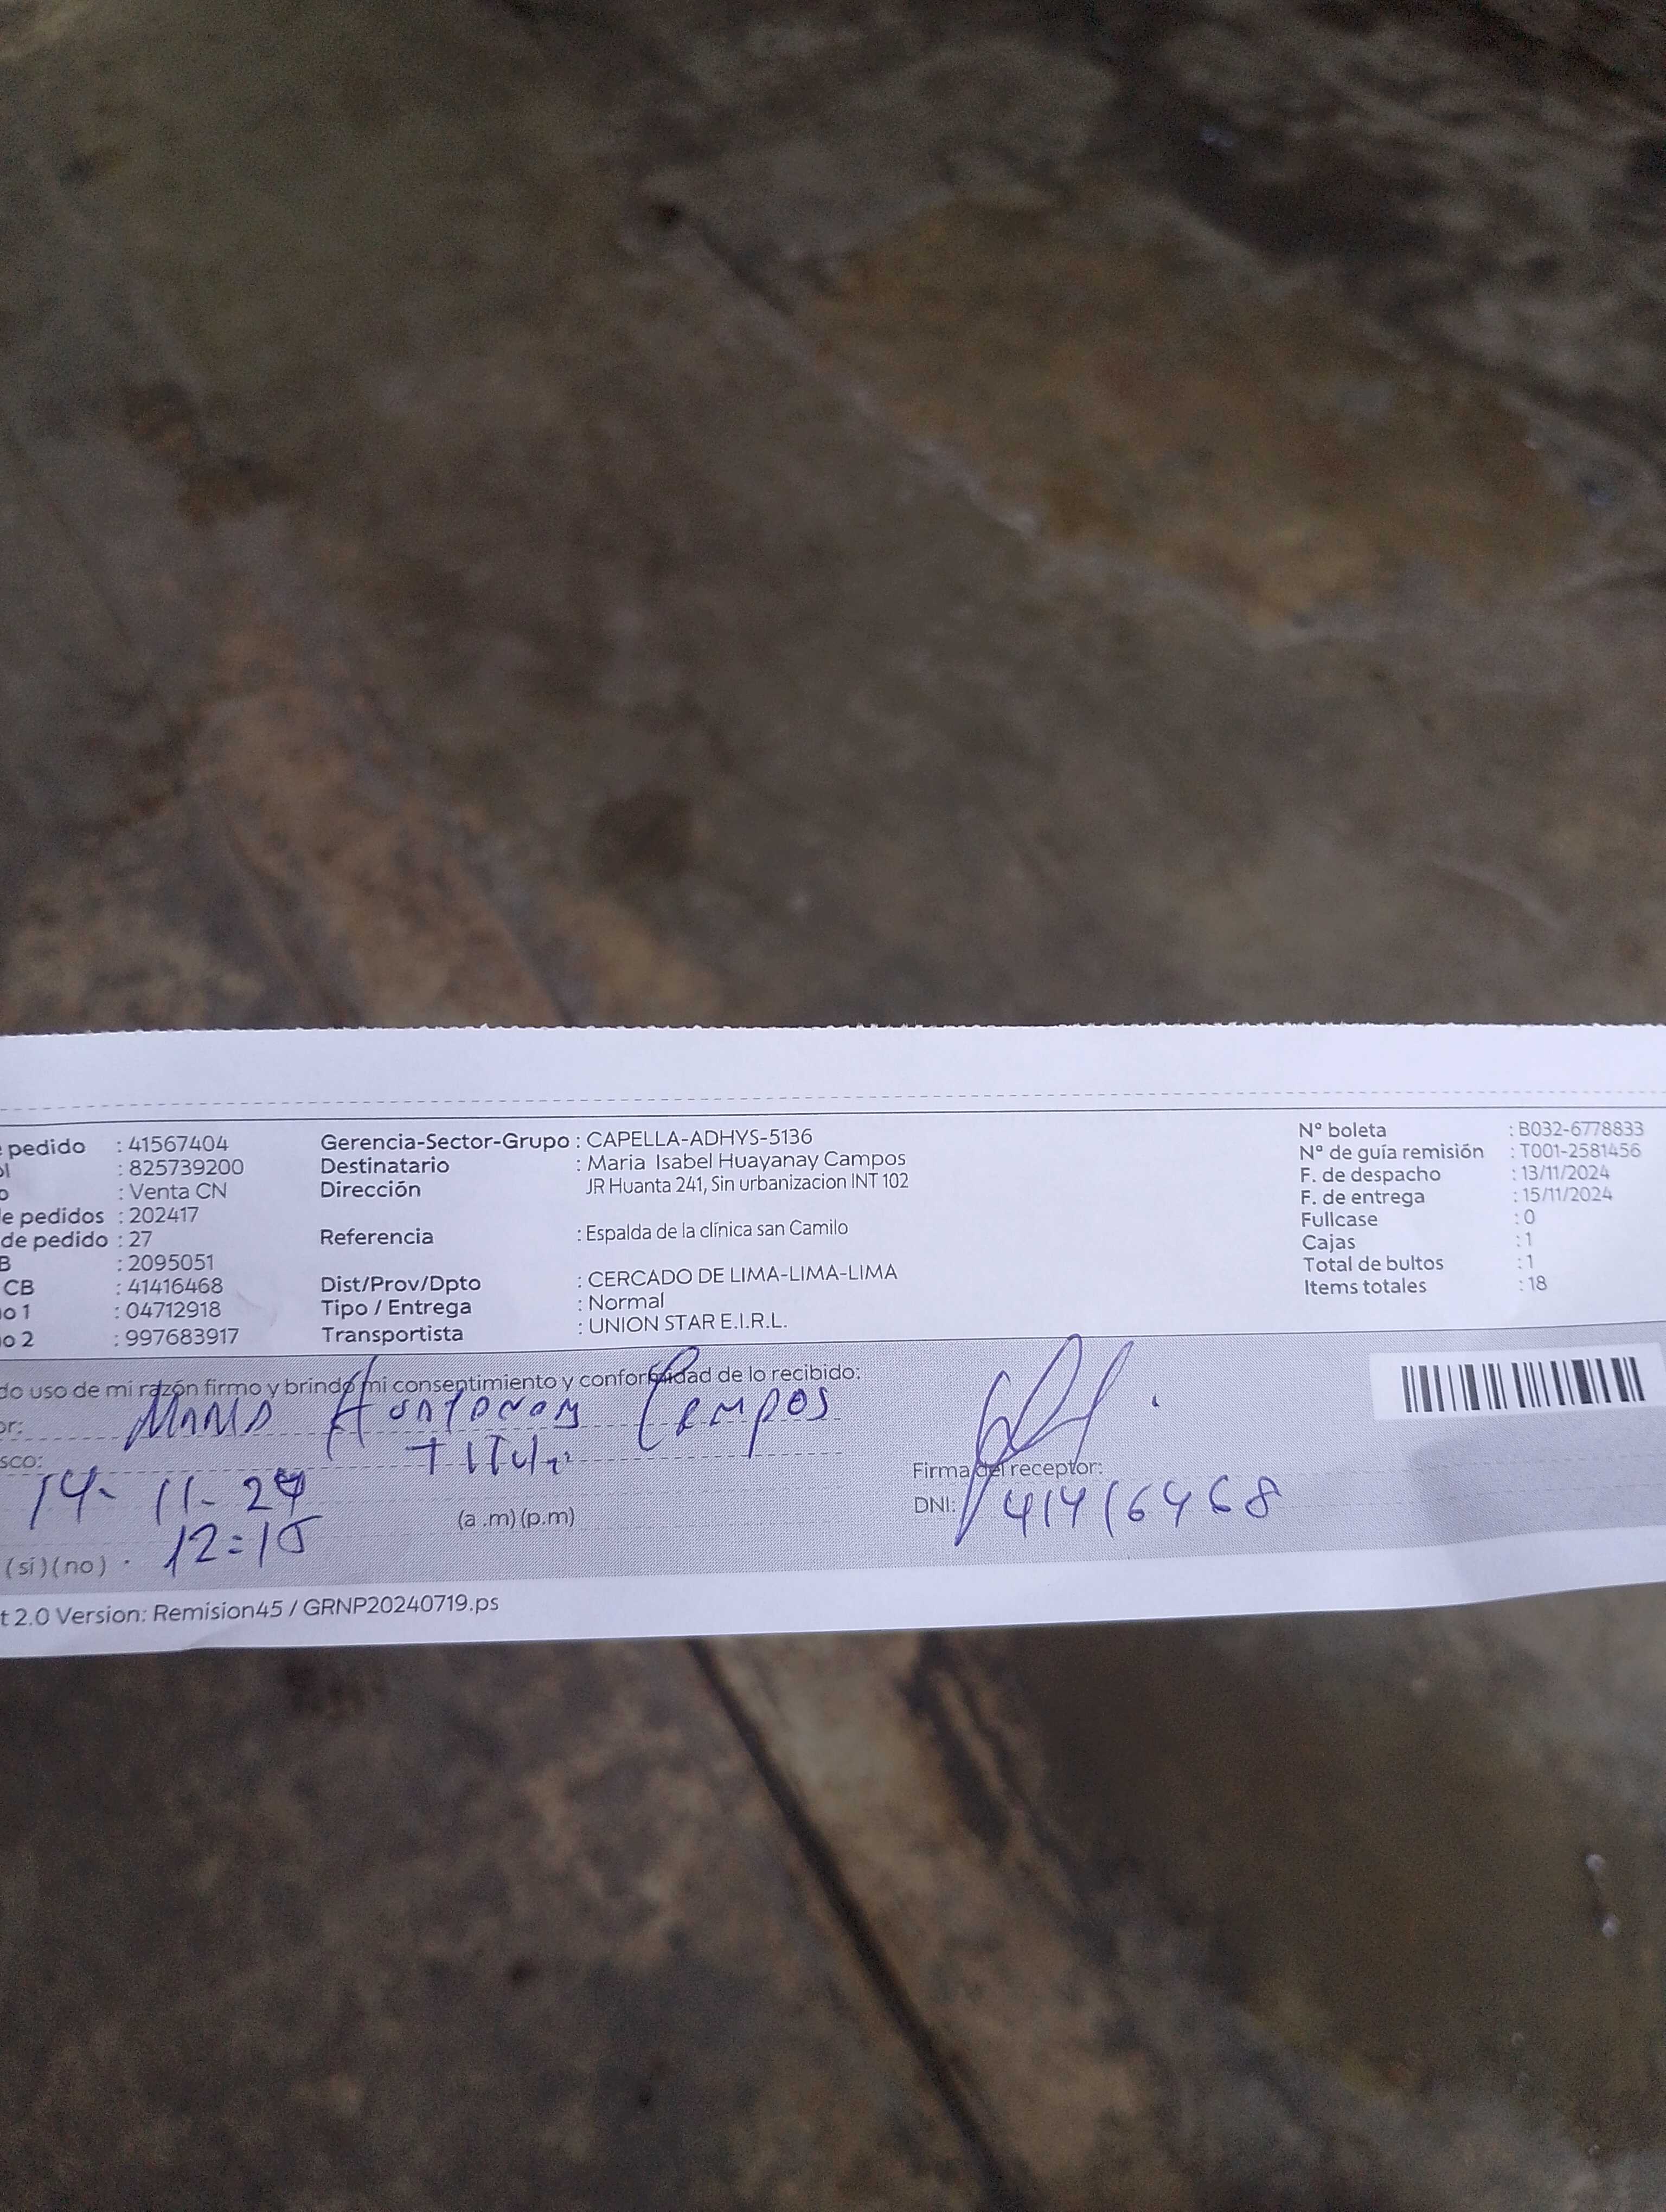 pedido : 41567404
: 825739200
: Venta CN
e pedidos : 202417
de pedido : 27
B : 2095051
CB : 41416468
o 1 : 04712918
o 2 : 997683917
Gerencia-Sector-Grupo : CAPELLA-ADHYS-5136
Destinatario : Maria Isabel Huayanay Campos
Dirección JR Huanta 241, Sin urbanizacion INT 102
Referencia : Espalda de la clínica san Camilo
Dist/Prov/Dpto : CERCADO DE LIMA-LIMA-LIMA
Tipo / Entrega : Normal
Transportista : UNION STAR E.I.R.L.
N° boleta : B032-6778833
N° de guía remisión : T001-2581456
F. de despacho : 13/11/2024
F. de entrega : 15/11/2024
Fullcase : 0
Cajas : 1
Total de bultos : 1
Items totales : 18
do uso de mi razón firmo y brindo mi consentimiento y conformidad de lo recibido:
or: Campos
sco:
14- 11- 24
12:15 (a .m) (p.m)
(si) (no)
Firma del receptor:
DNI: 41416468
t 2.0 Version: Remision45 / GRNP20240719.ps